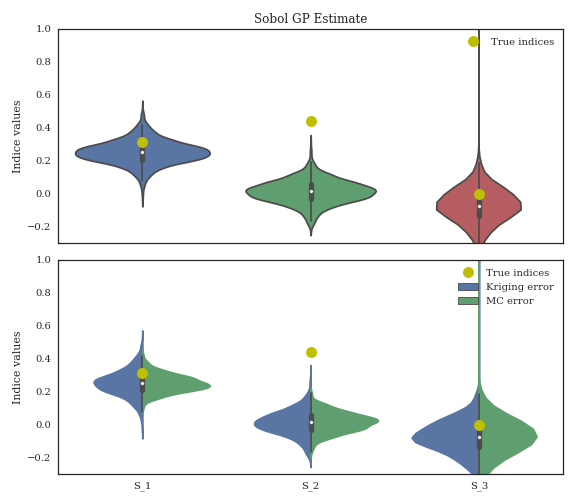 Sobol GP Estimate
1.0
0.8
0.6
0.4
0.2
0.0
−0.2
Indice values
True indices
1.0
0.8
0.6
0.4
0.2
0.0
−0.2
Indice values
True indices
Kriging error
MC error
S_1 S_2 S_3